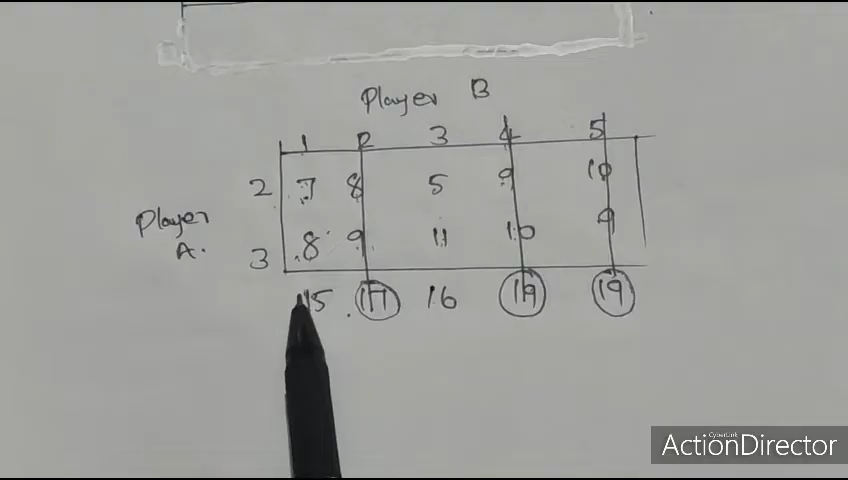 Player B
1 2 3 4 5
2 7 8 5 9 10
Player
A.
3 8 9 11 10 9
15 17 16 19 19
CyberLink
ActionDirector